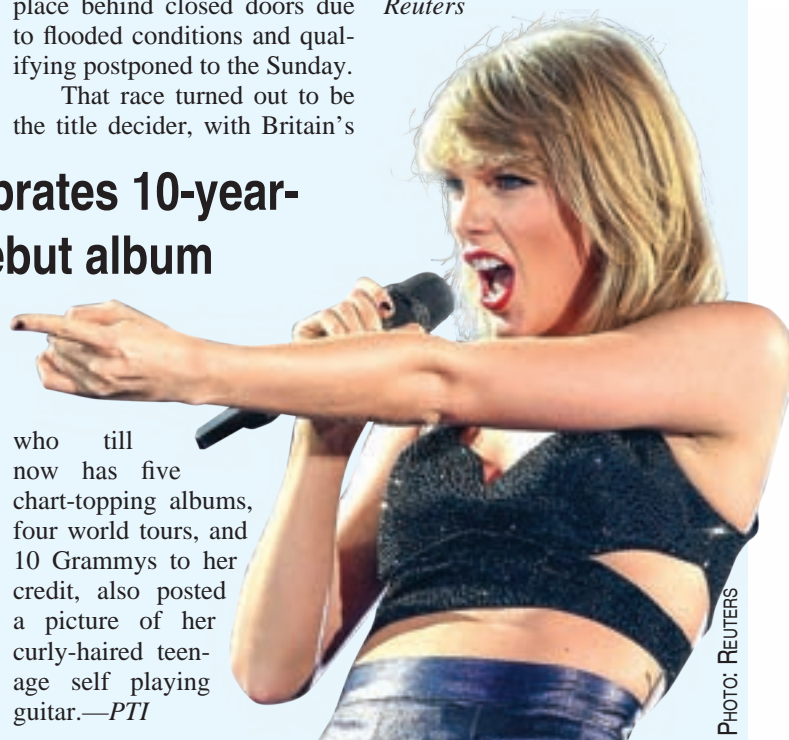 place behind closed doors due
to flooded conditions and qual-
ifying postponed to the Sunday.
That race turned out to be
the title decider, with Britain's
Reuters
brates 10-year-
ebut album
who till
now has five
chart-topping albums,
four world tours, and
10 Grammys to her
credit, also posted
a picture of her
curly-haired teen-
age self playing
guitar.—PTI
PHOTO: REUTERS